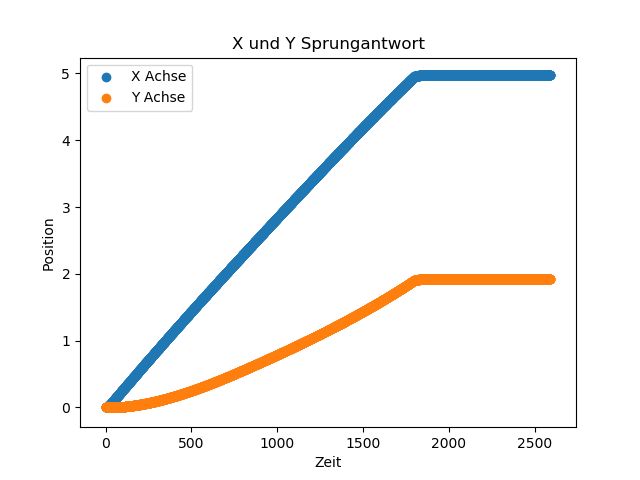 X und Y Sprungantwort
X Achse
Y Achse
5
4
3
2
1
0
Position
0 500 1000 1500 2000 2500
Zeit